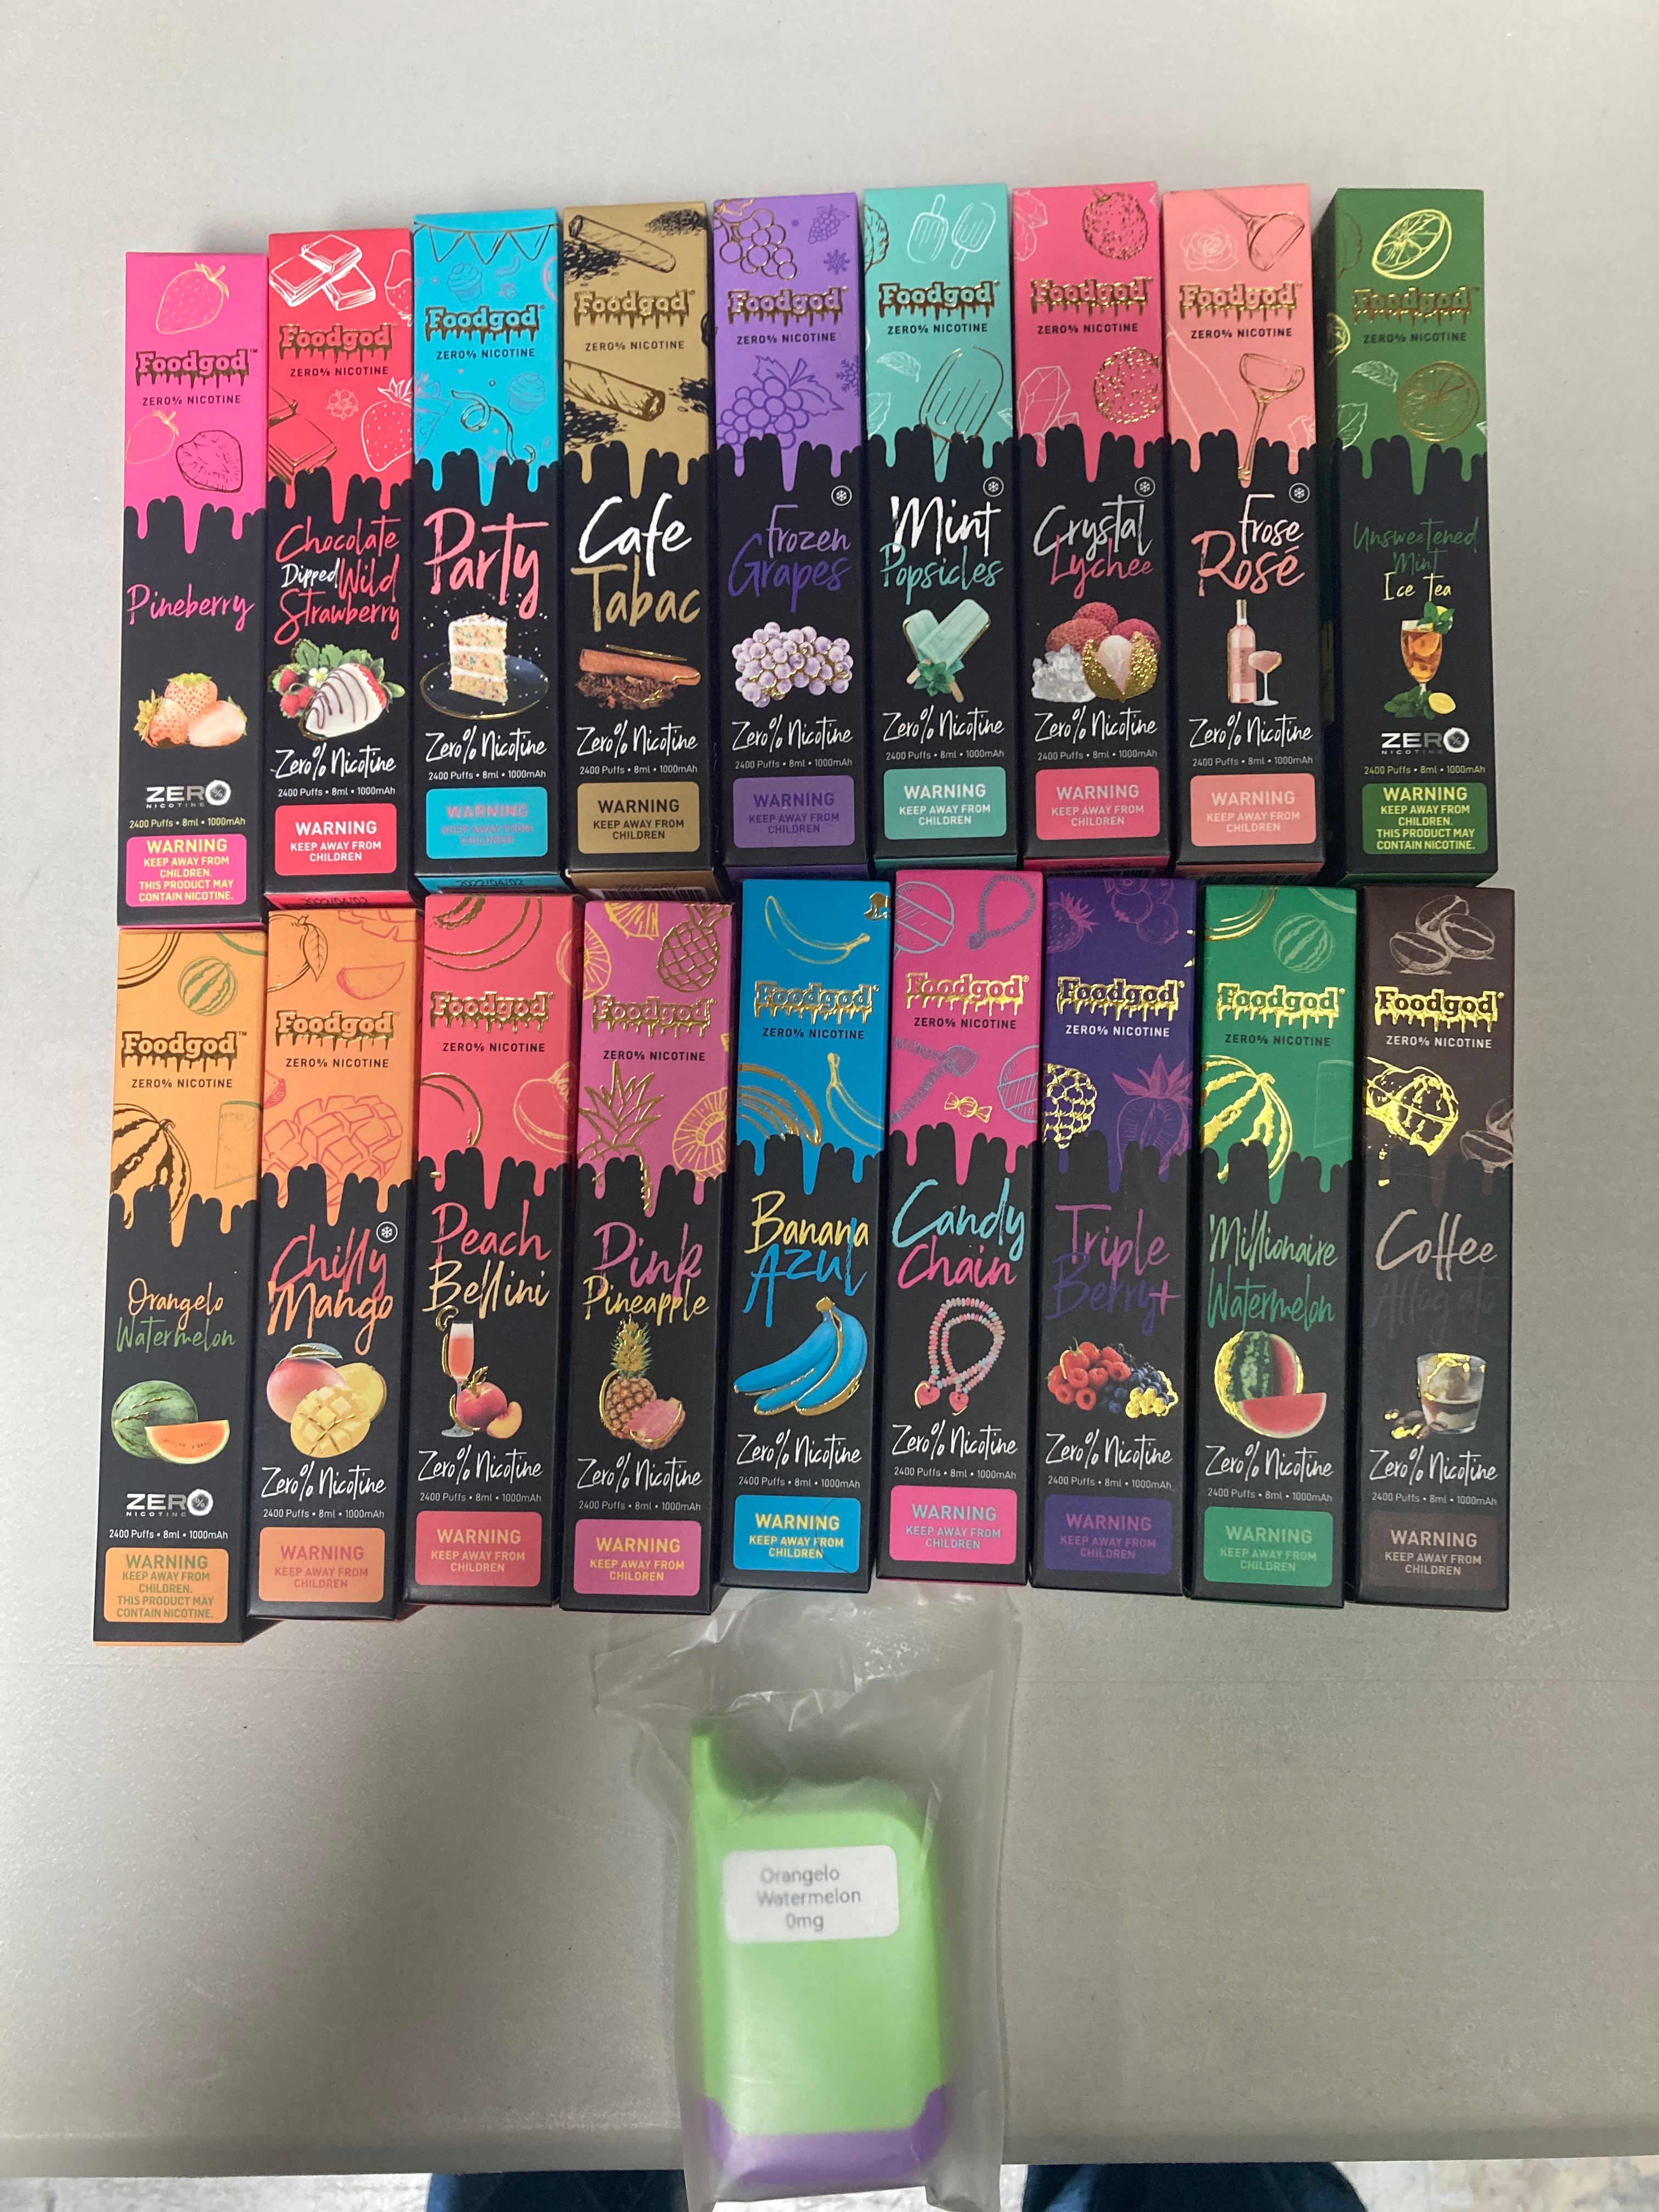 Foodgod™
ZERO% NICOTINE
Pineberry
ZERO%
NICOTINE
2400 Puffs • 8ml • 1000mAh
WARNING
KEEP AWAY FROM
CHILDREN.
THIS PRODUCT MAY
CONTAIN NICOTINE.
Foodgod
ZERO% NICOTINE
Chocolate
Dipped Wild
Strawberry
Zero% Nicotine
2400 Puffs • 8ml • 1000mAh
WARNING
KEEP AWAY FROM
CHILDREN
Foodgod®
ZERO% NICOTINE
Party
Zero% Nicotine
2400 Puffs • 8ml • 1000mAh
WARNING
KEEP AWAY FROM
CHILDREN
Foodgod
ZERO% NICOTINE
Cafe
Tabac
Zero% Nicotine
2400 Puffs • 8ml • 1000mAh
WARNING
KEEP AWAY FROM
CHILDREN
Foodgod
ZERO% NICOTINE
Frozen
Grapes
Zero% Nicotine
2400 Puffs • 8ml • 1000mAh
WARNING
KEEP AWAY FROM
CHILDREN
Foodgod
ZERO% NICOTINE
Mint
Popsicles
Zero% Nicotine
2400 Puffs • 8ml • 1000mAh
WARNING
KEEP AWAY FROM
CHILDREN
Foodgod
ZERO% NICOTINE
Crystal
Lychee
Zero% Nicotine
2400 Puffs • 8ml • 1000mAh
WARNING
KEEP AWAY FROM
CHILDREN
Foodgod
ZERO% NICOTINE
Frose
Rosé
Zero% Nicotine
2400 Puffs • 8ml • 1000mAh
WARNING
KEEP AWAY FROM
CHILDREN
Foodgod
ZERO% NICOTINE
Unsweetened
Mint
Ice Tea
ZERO%
NICOTINE
2400 Puffs • 8ml • 1000mAh
WARNING
KEEP AWAY FROM
CHILDREN.
THIS PRODUCT MAY
CONTAIN NICOTINE.
Foodgod™
ZERO% NICOTINE
Orangelo
Watermelon
ZERO%
NICOTINE
2400 Puffs • 8ml • 1000mAh
WARNING
KEEP AWAY FROM
CHILDREN.
THIS PRODUCT MAY
CONTAIN NICOTINE.
Foodgod
ZERO% NICOTINE
Chilly
Mango
Zero% Nicotine
2400 Puffs • 8ml • 1000mAh
WARNING
KEEP AWAY FROM
CHILDREN
Foodgod®
ZERO% NICOTINE
Peach
Bellini
Zero% Nicotine
2400 Puffs • 8ml • 1000mAh
WARNING
KEEP AWAY FROM
CHILDREN
Foodgod
ZERO% NICOTINE
Pink
Pineapple
Zero% Nicotine
2400 Puffs • 8ml • 1000mAh
WARNING
KEEP AWAY FROM
CHILDREN
Foodgod
ZERO% NICOTINE
Banana
Azul
Zero% Nicotine
2400 Puffs • 8ml • 1000mAh
WARNING
KEEP AWAY FROM
CHILDREN
Foodgod®
ZERO% NICOTINE
Candy
Chain
Zero% Nicotine
2400 Puffs • 8ml • 1000mAh
WARNING
KEEP AWAY FROM
CHILDREN
Foodgod
ZERO% NICOTINE
Triple
Berry+
Zero% Nicotine
2400 Puffs • 8ml • 1000mAh
WARNING
KEEP AWAY FROM
CHILDREN
Foodgod®
ZERO% NICOTINE
Millionaire
Watermelon
Zero% Nicotine
2400 Puffs • 8ml • 1000mAh
WARNING
KEEP AWAY FROM
CHILDREN
Foodgod®
ZERO% NICOTINE
Coffee
Affogato
Zero% Nicotine
2400 Puffs • 8ml • 1000mAh
WARNING
KEEP AWAY FROM
CHILDREN
Orangelo
Watermelon
0mg